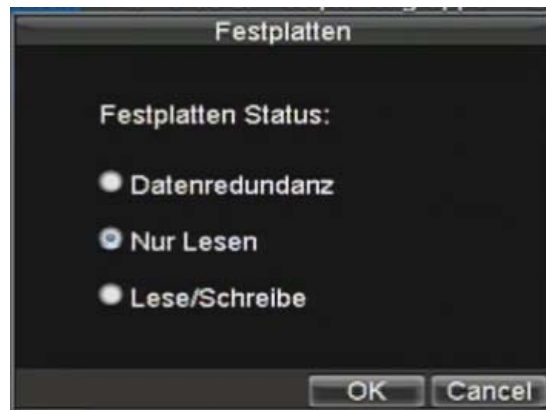 Festplatten
Festplatten Status:
Datenredundanz
Nur Lesen
Lese/Schreibe
OK
Cancel